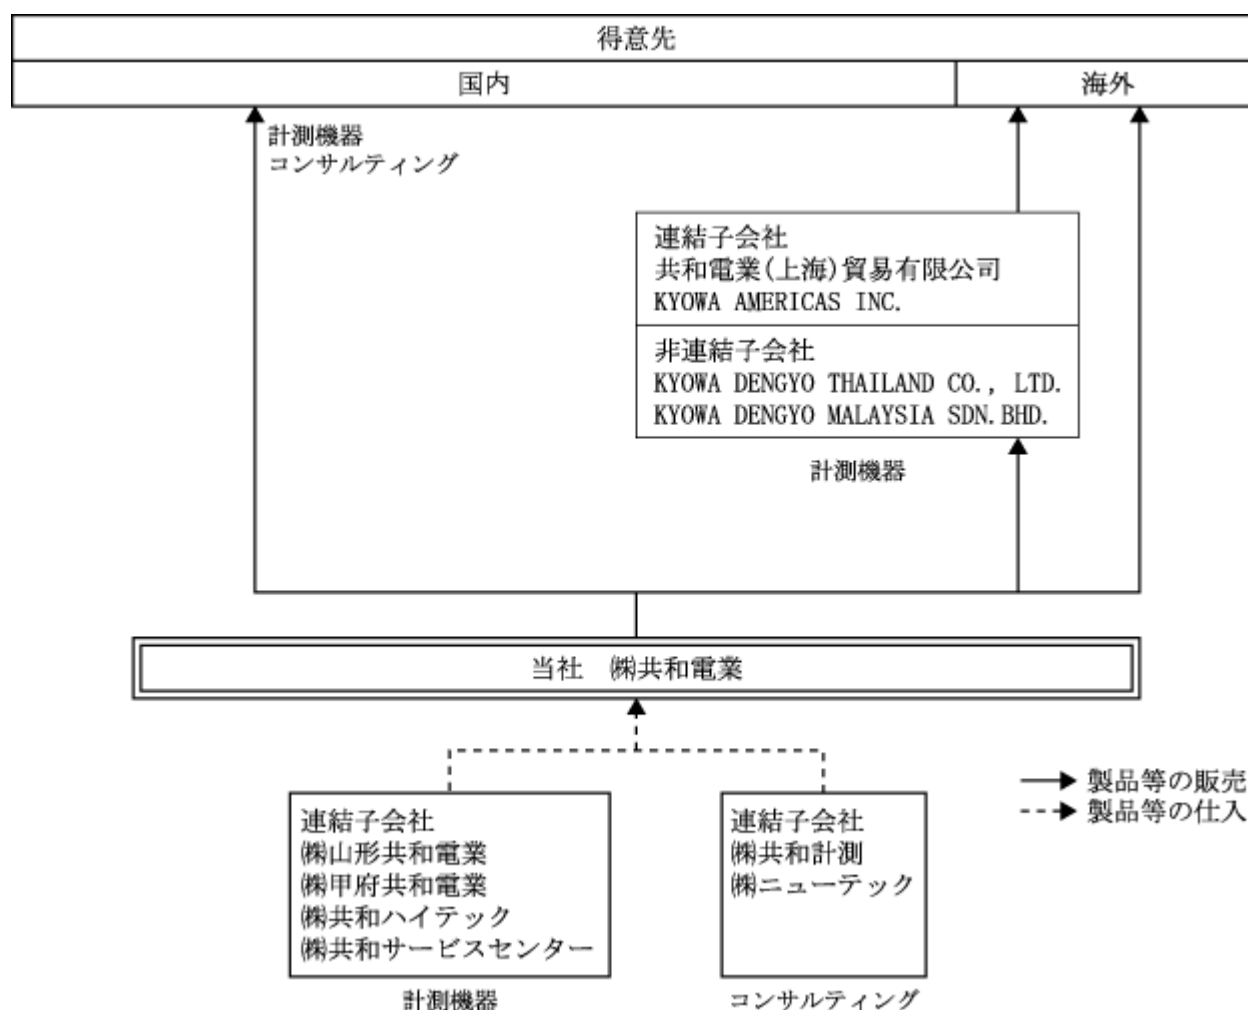 得意先
国内
海外
計測機器
コンサルティング
連結子会社
共和電業(上海)貿易有限公司
KYOWA AMERICAS INC.
非連結子会社
KYOWA DENGYO THAILAND CO., LTD.
KYOWA DENGYO MALAYSIA SDN.BHD.
計測機器
当社 ㈱共和電業
製品等の販売
製品等の仕入
連結子会社
㈱山形共和電業
㈱甲府共和電業
㈱共和ハイテック
㈱共和サービスセンター
計測機器
連結子会社
㈱共和計測
㈱ニューテック
コンサルティング